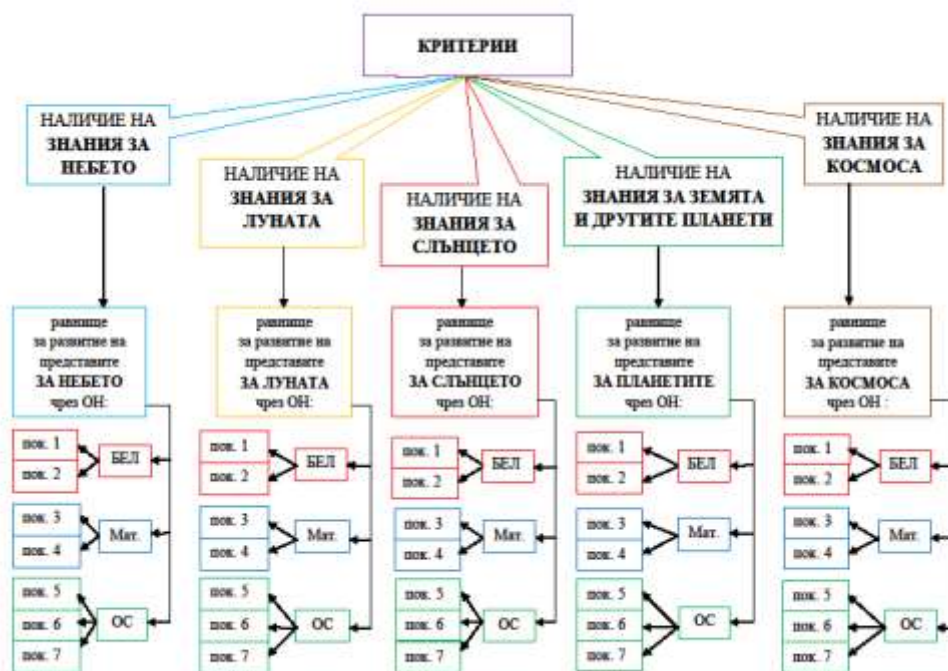 КРИТЕРИИ
НАЛИЧИЕ НА
ЗНАНИЯ ЗА
НЕБЕТО
НАЛИЧИЕ НА
ЗНАНИЯ ЗА
ЛУНАТА
НАЛИЧИЕ НА
ЗНАНИЯ ЗА
СЛЪНЦЕТО
НАЛИЧИЕ НА
ЗНАНИЯ ЗА ЗЕМЯТА
И ДРУГИТЕ ПЛАНЕТИ
НАЛИЧИЕ НА
ЗНАНИЯ ЗА
КОСМОСА
равнище
за развитие на
представите
ЗА НЕБЕТО
чрез ОН:
пок. 1
пок. 2
БЕЛ
пок. 3
пок. 4
Мат.
пок. 5
пок. 6
пок. 7
ОС
равнище
за развитие на
представите
ЗА ЛУНАТА
чрез ОН:
пок. 1
пок. 2
БЕЛ
пок. 3
пок. 4
Мат.
пок. 5
пок. 6
пок. 7
ОС
равнище
за развитие на
представите
ЗА СЛЪНЦЕТО
чрез ОН:
пок. 1
пок. 2
БЕЛ
пок. 3
пок. 4
Мат.
пок. 5
пок. 6
пок. 7
ОС
равнище
за развитие на
представите
ЗА ПЛАНЕТИТЕ
чрез ОН:
пок. 1
пок. 2
БЕЛ
пок. 3
пок. 4
Мат.
пок. 5
пок. 6
пок. 7
ОС
равнище
за развитие на
представите
ЗА КОСМОСА
чрез ОН :
пок. 1
пок. 2
БЕЛ
пок. 3
пок. 4
Мат.
пок. 5
пок. 6
пок. 7
ОС